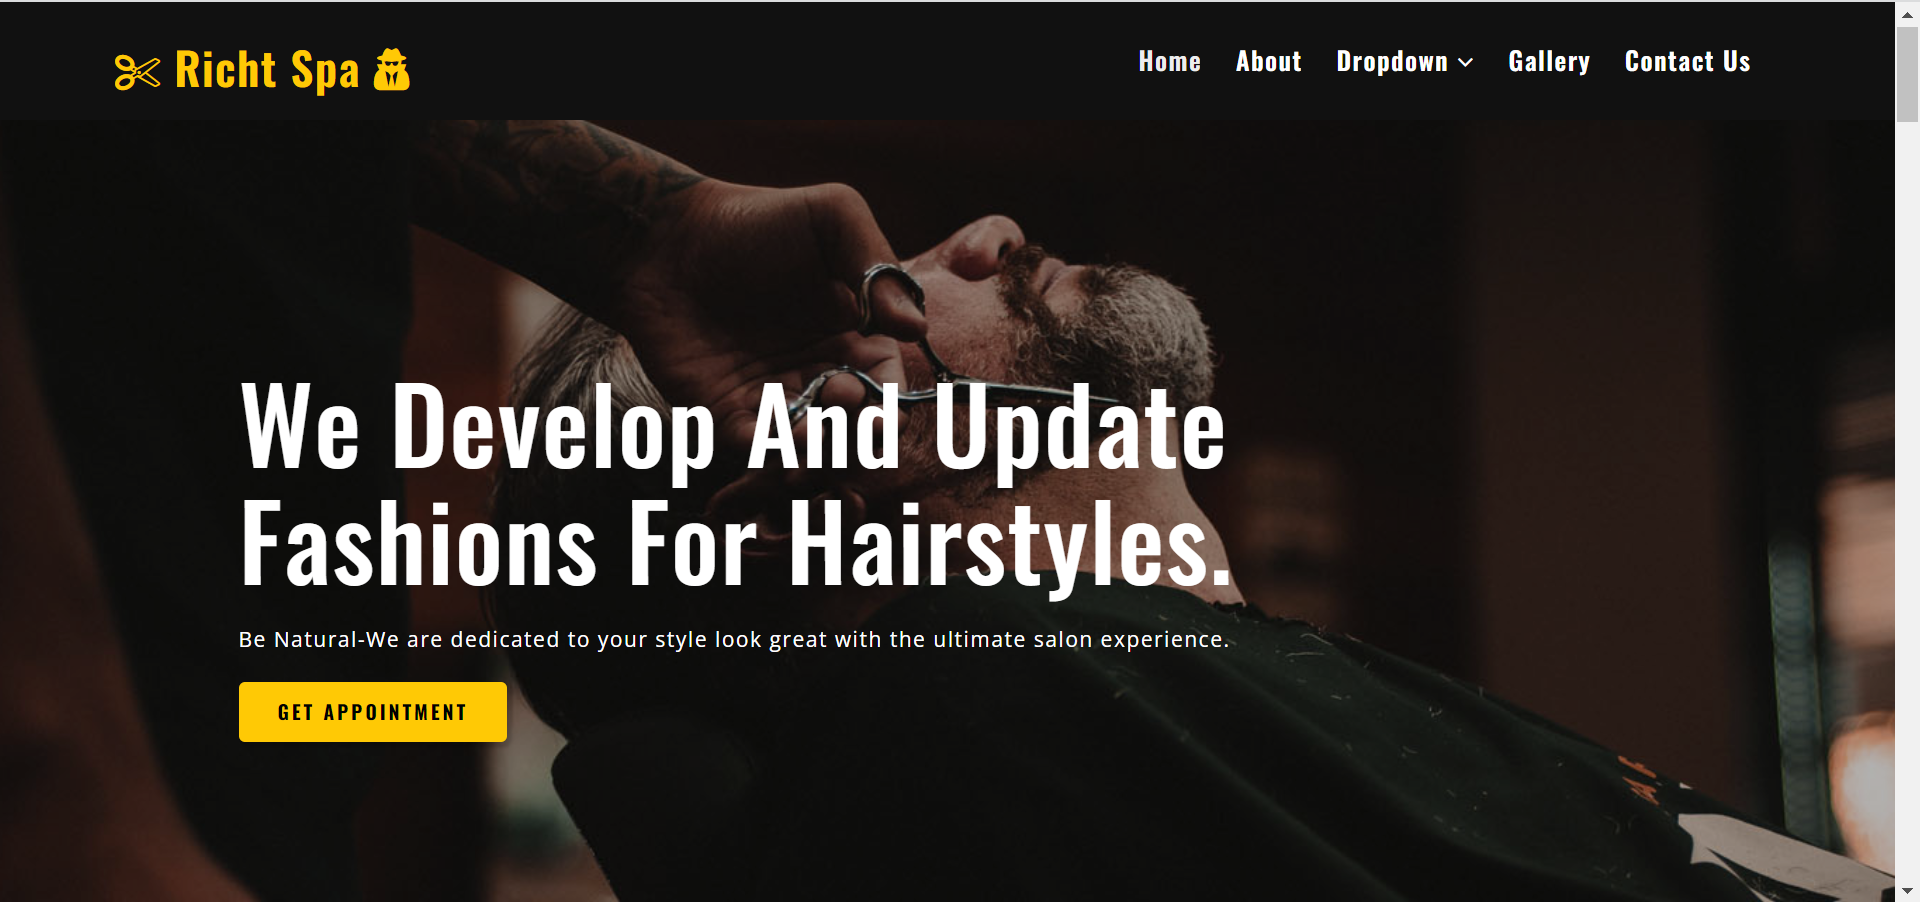 Richt Spa
Home About Dropdown Gallery Contact Us
We Develop And Update
Fashions For Hairstyles.
Be Natural-We are dedicated to your style look great with the ultimate salon experience.
GET APPOINTMENT